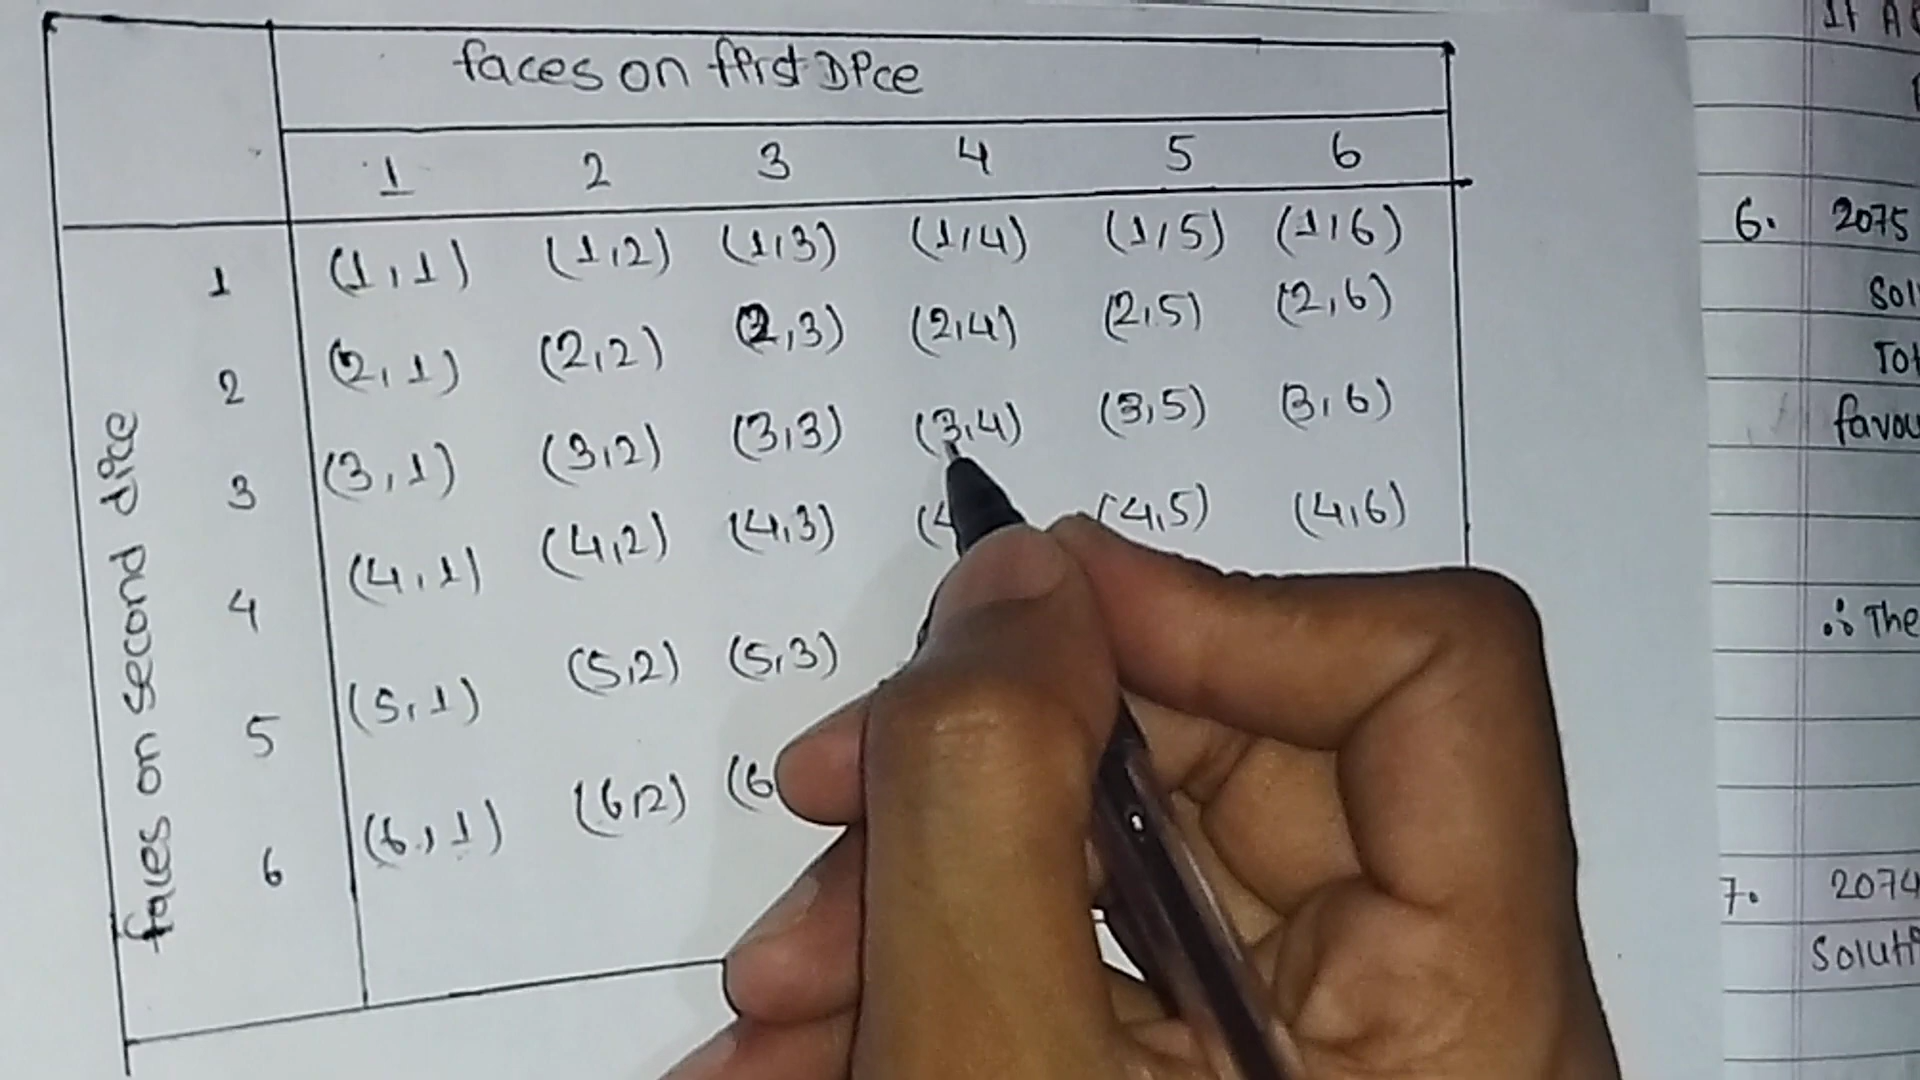 faces on first Dice
1 2 3 4 5 6
faces on second dice
1 (1,1) (1,2) (1,3) (1,4) (1,5) (1,6)
2 (2,1) (2,2) (2,3) (2,4) (2,5) (2,6)
3 (3,1) (3,2) (3,3) (3,4) (3,5) (3,6)
4 (4,1) (4,2) (4,3) (4 (4,5) (4,6)
5 (5,1) (5,2) (5,3)
6 (6,1) (6,2) (6
If A
6. 2075
Sol
Tot
favou
∴ The
7. 2074
Soluti